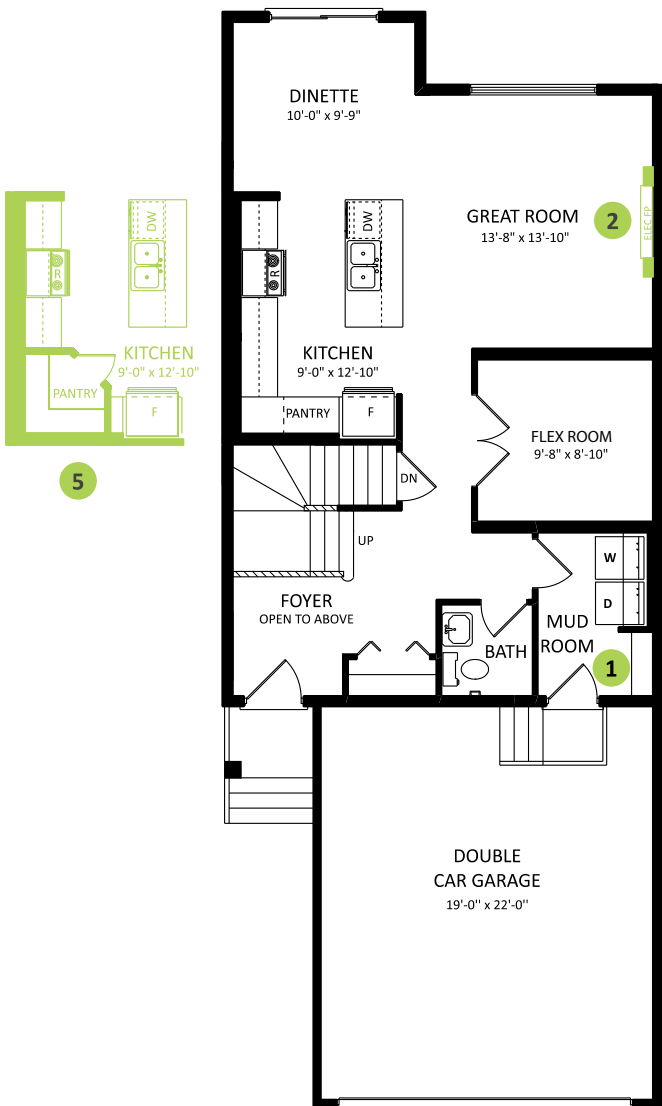 DINETTE
10'-0" x 9'-9"
GREAT ROOM
13'-8" x 13'-10"
2
ELEC FP
DW
R
KITCHEN
9'-0" x 12'-10"
PANTRY
F
5
DW
R
KITCHEN
9'-0" x 12'-10"
PANTRY
F
FLEX ROOM
9'-8" x 8'-10"
DN
UP
FOYER
OPEN TO ABOVE
W
D
MUD
ROOM
1
BATH
DOUBLE
CAR GARAGE
19'-0'' x 22'-0''